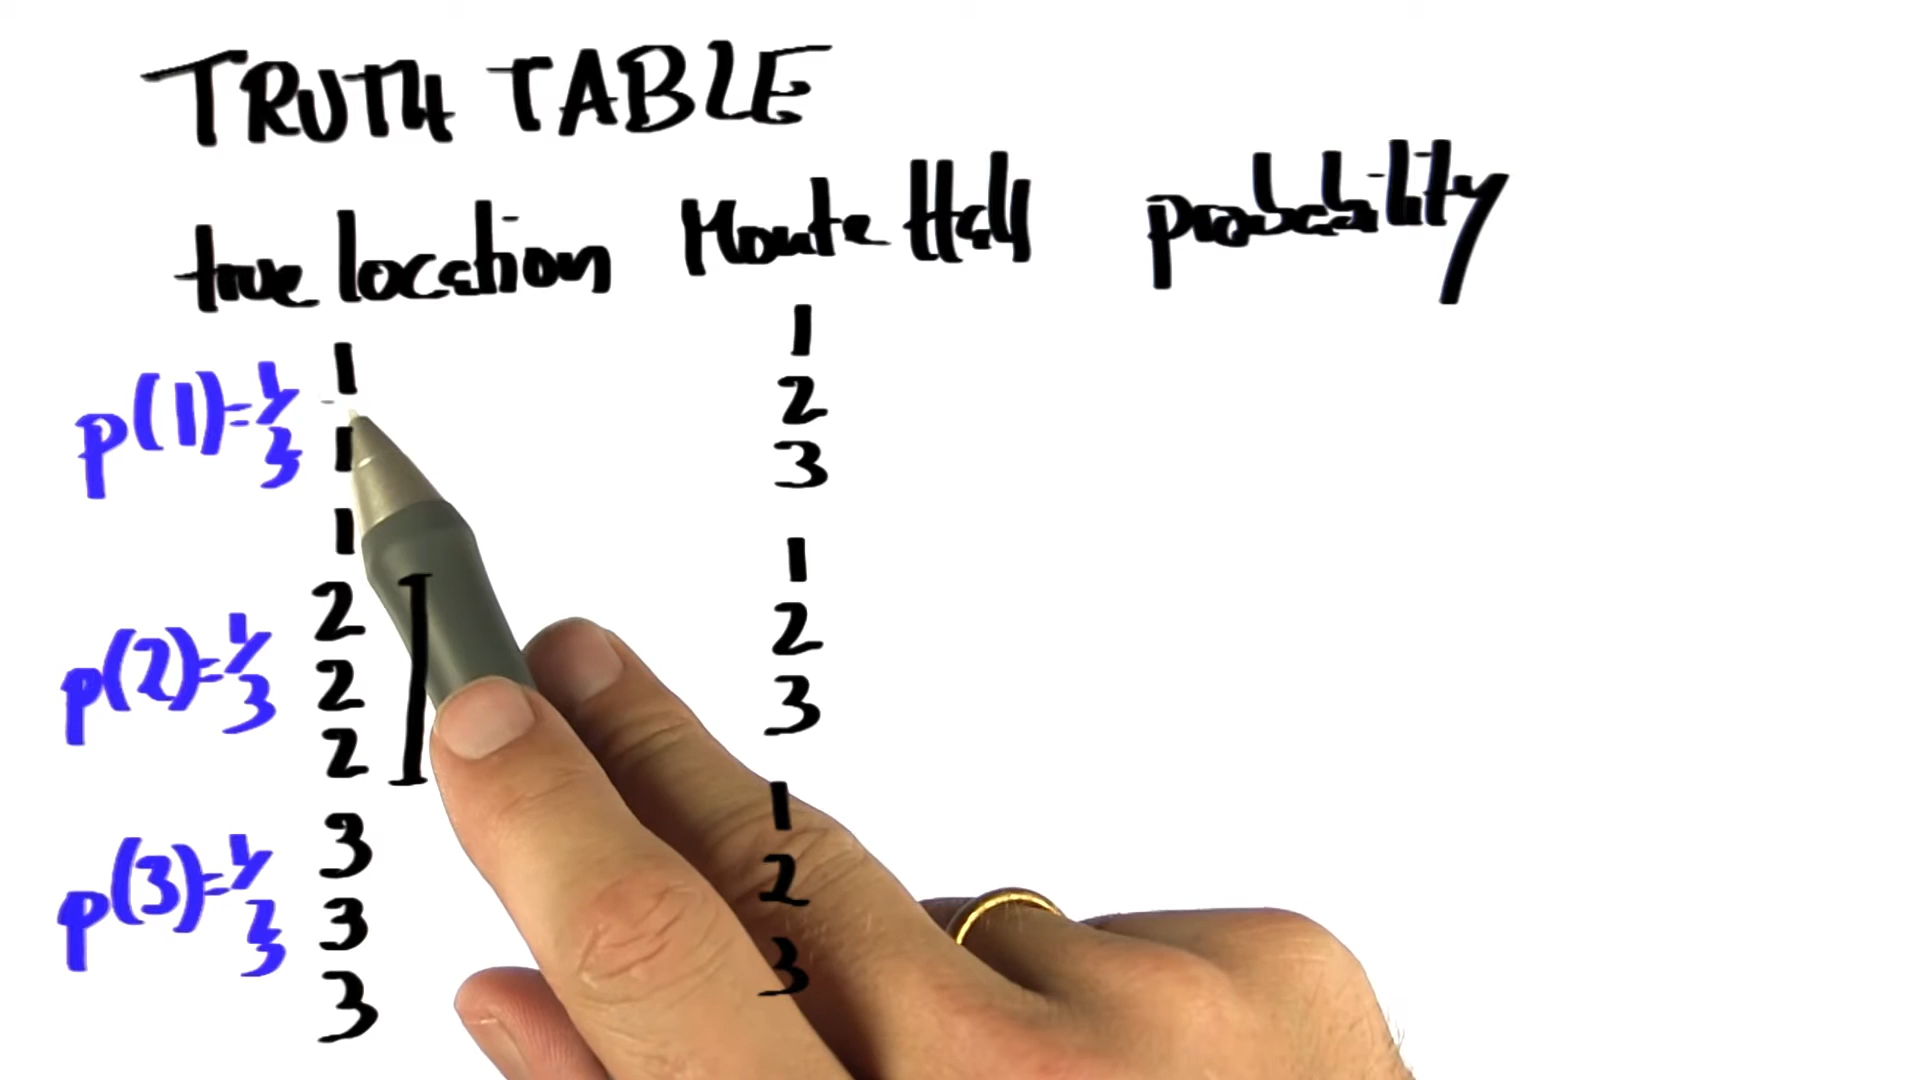 TRUTH TABLE
true location Monte Hall probability
p(1)=1/3
1 1
1 2
1 3
p(2)=1/3
2 1
2 2
2 3
p(3)=1/3
3 1
3 2
3 3